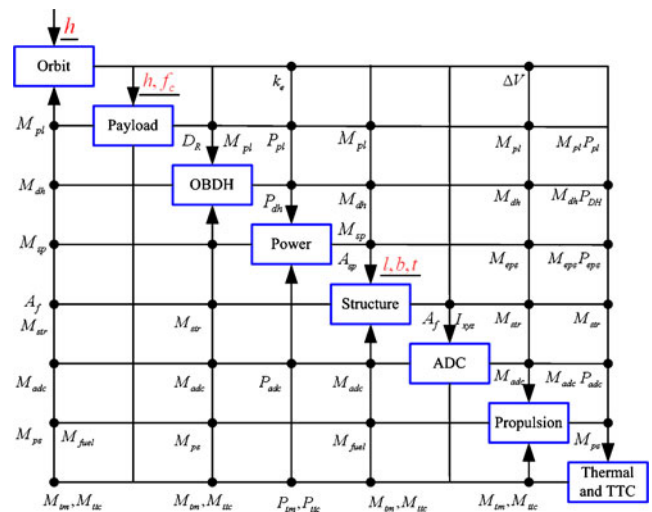 h
Orbit
k_e ΔV
h, f_c
M_pl Payload
D_R M_pl P_pl M_pl M_pl M_pl P_pl
M_dh OBDH
P_dh M_dh M_dh M_dh P_DH
M_sp Power M_sp
A_sp l, b, t M_eps M_eps P_eps
A_f Structure
M_str M_str A_f I_xyz M_str M_str
ADC
M_adc M_adc P_adc M_adc M_adc M_adc P_adc
Propulsion
M_ps M_fuel M_ps M_fuel M_ps
Thermal
and TTC
M_tm, M_ttc M_tm, M_ttc P_tm, P_ttc M_tm, M_ttc M_tm, M_ttc